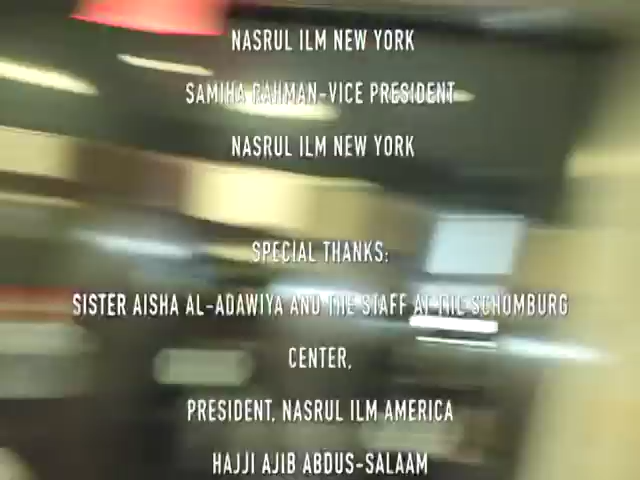 NASRUL ILM NEW YORK
SAMIHA RAHMAN-VICE PRESIDENT
NASRUL ILM NEW YORK
SPECIAL THANKS:
SISTER AISHA AL-ADAWIYA AND THE STAFF AT THE SCHOMBURG
CENTER,
PRESIDENT, NASRUL ILM AMERICA
HAJJI AJIB ABDUS-SALAAM